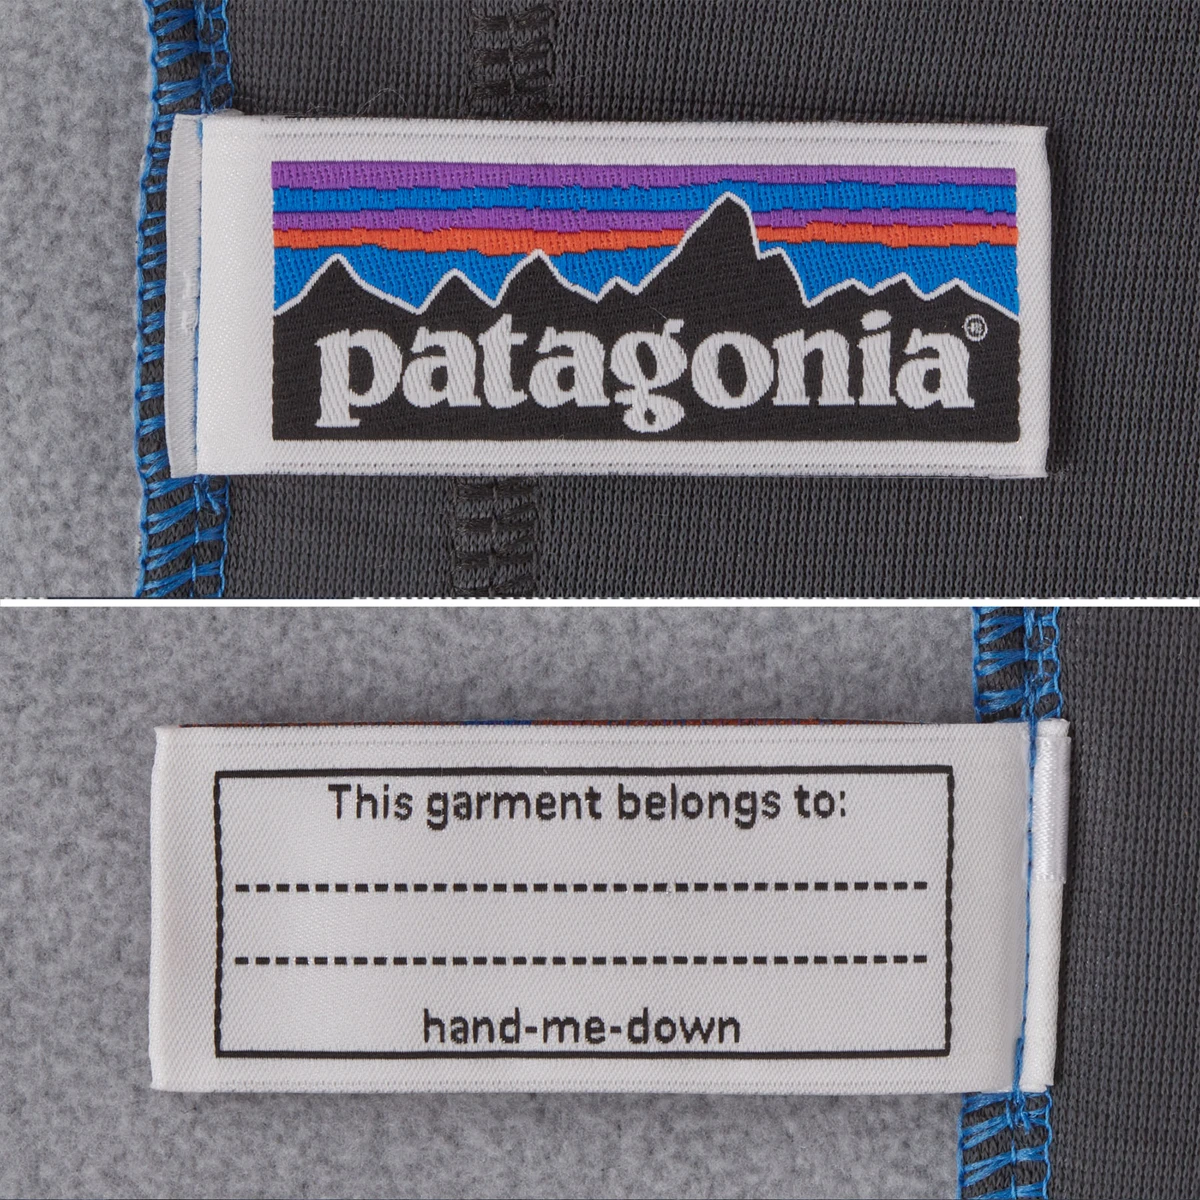 patagonia®
This garment belongs to:
hand-me-down